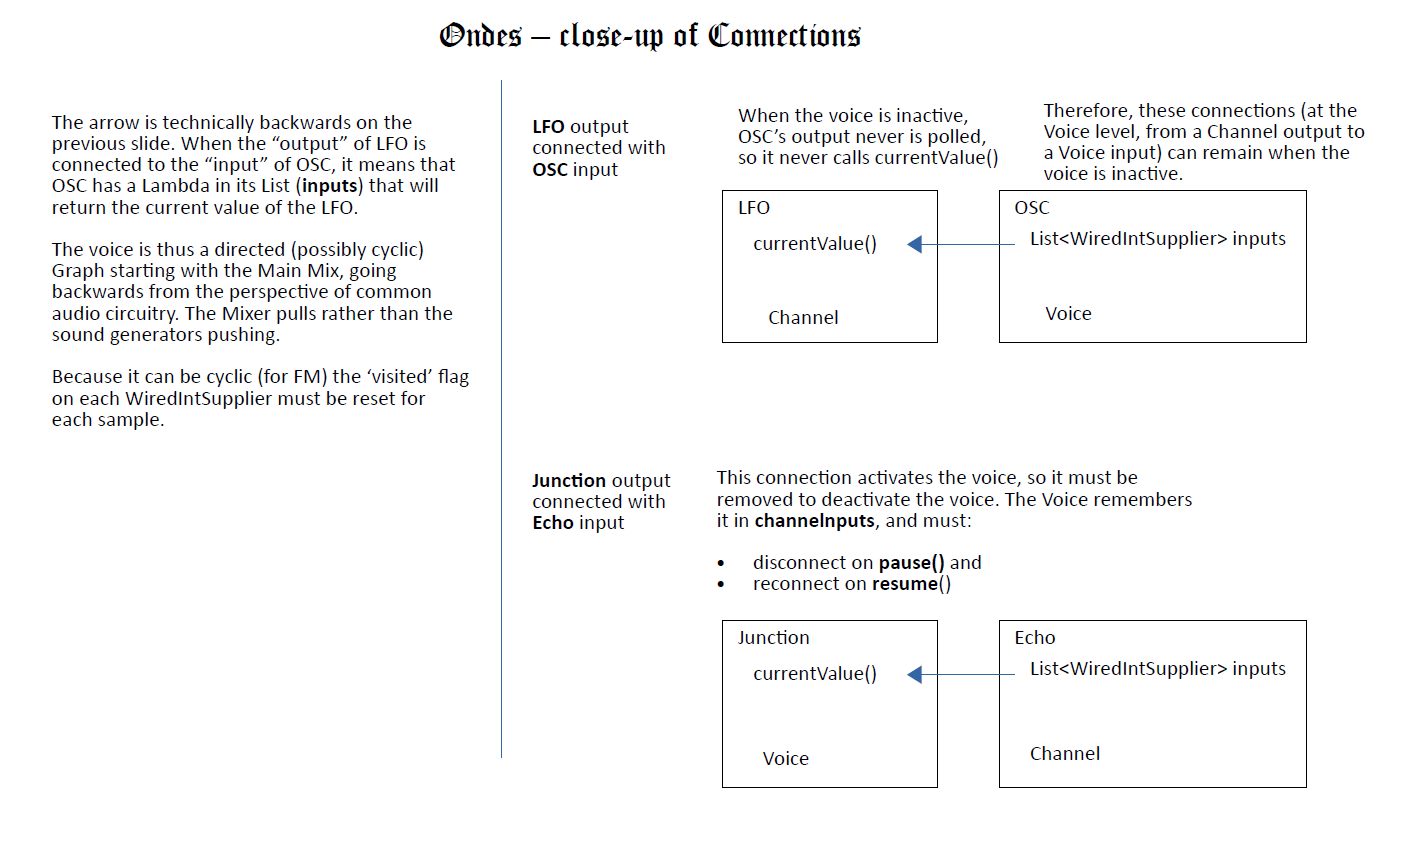 Ondes – close-up of Connections
The arrow is technically backwards on the
previous slide. When the “output” of LFO is
connected to the “input” of OSC, it means that
OSC has a Lambda in its List (inputs) that will
return the current value of the LFO.
The voice is thus a directed (possibly cyclic)
Graph starting with the Main Mix, going
backwards from the perspective of common
audio circuitry. The Mixer pulls rather than the
sound generators pushing.
Because it can be cyclic (for FM) the ‘visited’ flag
on each WiredIntSupplier must be reset for
each sample.
LFO output
connected with
OSC input
When the voice is inactive,
OSC’s output never is polled,
so it never calls currentValue()
Therefore, these connections (at the
Voice level, from a Channel output to
a Voice input) can remain when the
voice is inactive.
LFO
currentValue()
Channel
OSC
List<WiredIntSupplier> inputs
Voice
Junction output
connected with
Echo input
This connection activates the voice, so it must be
removed to deactivate the voice. The Voice remembers
it in channelnputs, and must:
• disconnect on pause() and
• reconnect on resume()
Junction
currentValue()
Voice
Echo
List<WiredIntSupplier> inputs
Channel